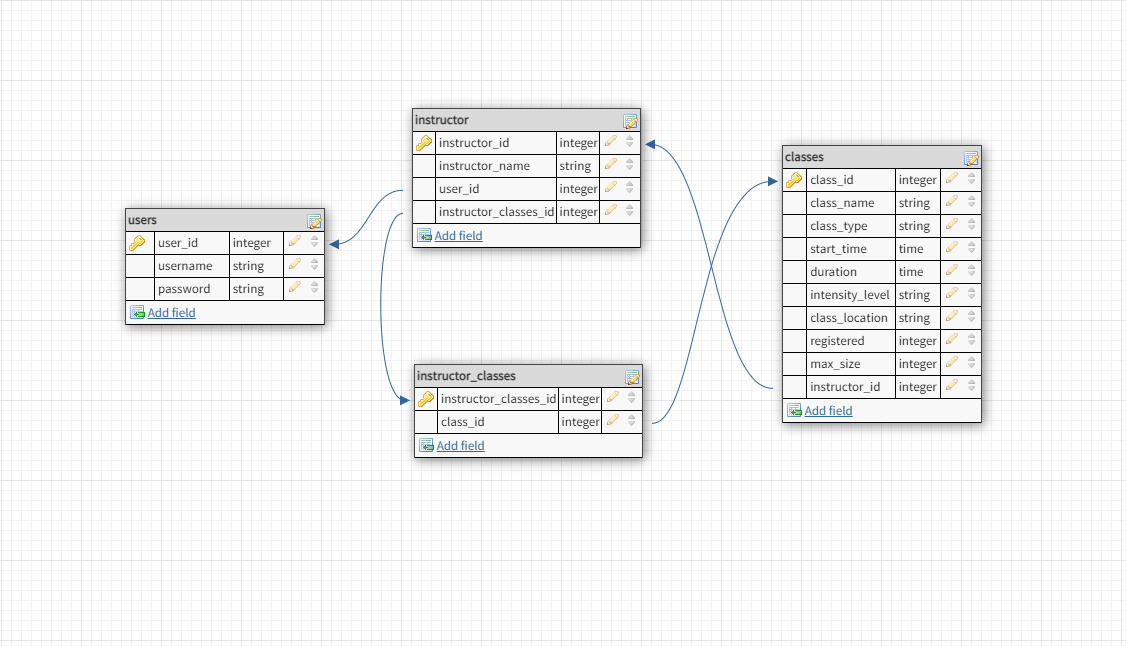 users
user_id integer
username string
password string
Add field
instructor
instructor_id integer
instructor_name string
user_id integer
instructor_classes_id integer
Add field
instructor_classes
instructor_classes_id integer
class_id integer
Add field
classes
class_id integer
class_name string
class_type string
start_time time
duration time
intensity_level string
class_location string
registered integer
max_size integer
instructor_id integer
Add field